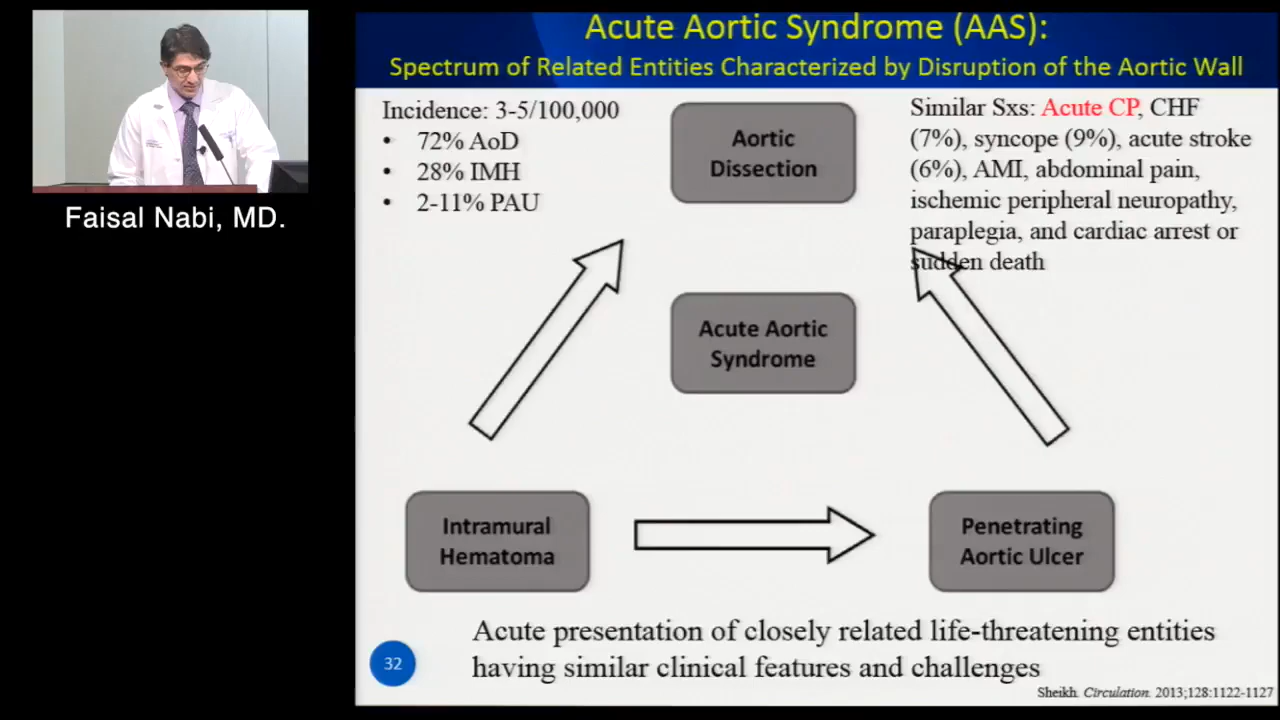 Acute Aortic Syndrome (AAS):
Spectrum of Related Entities Characterized by Disruption of the Aortic Wall
Faisal Nabi, MD.
Incidence: 3-5/100,000
• 72% AoD
• 28% IMH
• 2-11% PAU
Aortic
Dissection
Similar Sxs: Acute CP, CHF
(7%), syncope (9%), acute stroke
(6%), AMI, abdominal pain,
ischemic peripheral neuropathy,
paraplegia, and cardiac arrest or
sudden death
Acute Aortic
Syndrome
Intramural
Hematoma
Penetrating
Aortic Ulcer
Acute presentation of closely related life-threatening entities
having similar clinical features and challenges
32
Sheikh. Circulation. 2013;128:1122-1127